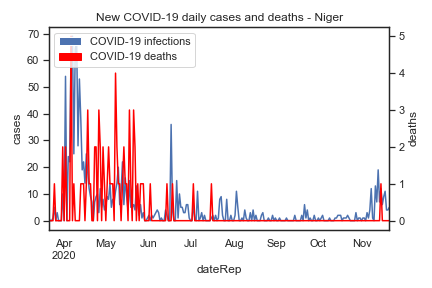 New COVID-19 daily cases and deaths - Niger
COVID-19 infections
COVID-19 deaths
cases
70
60
50
40
30
20
10
0
deaths
5
4
3
2
1
0
Apr May Jun Jul Aug Sep Oct Nov
2020
dateRep